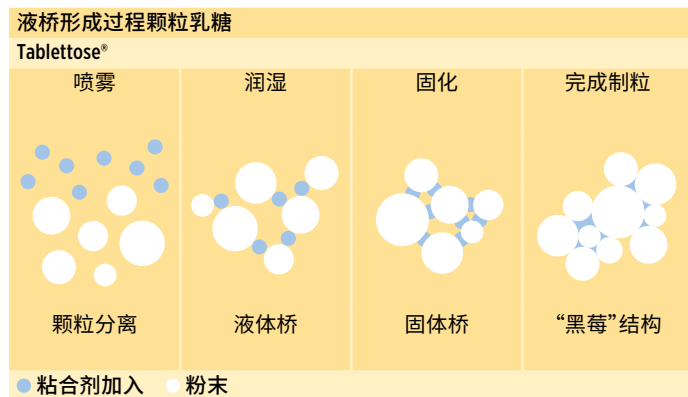 液桥形成过程颗粒乳糖
Tablettose®
喷雾 润湿 固化 完成制粒
颗粒分离 液体桥 固体桥 “黑莓”结构
粘合剂加入 粉末